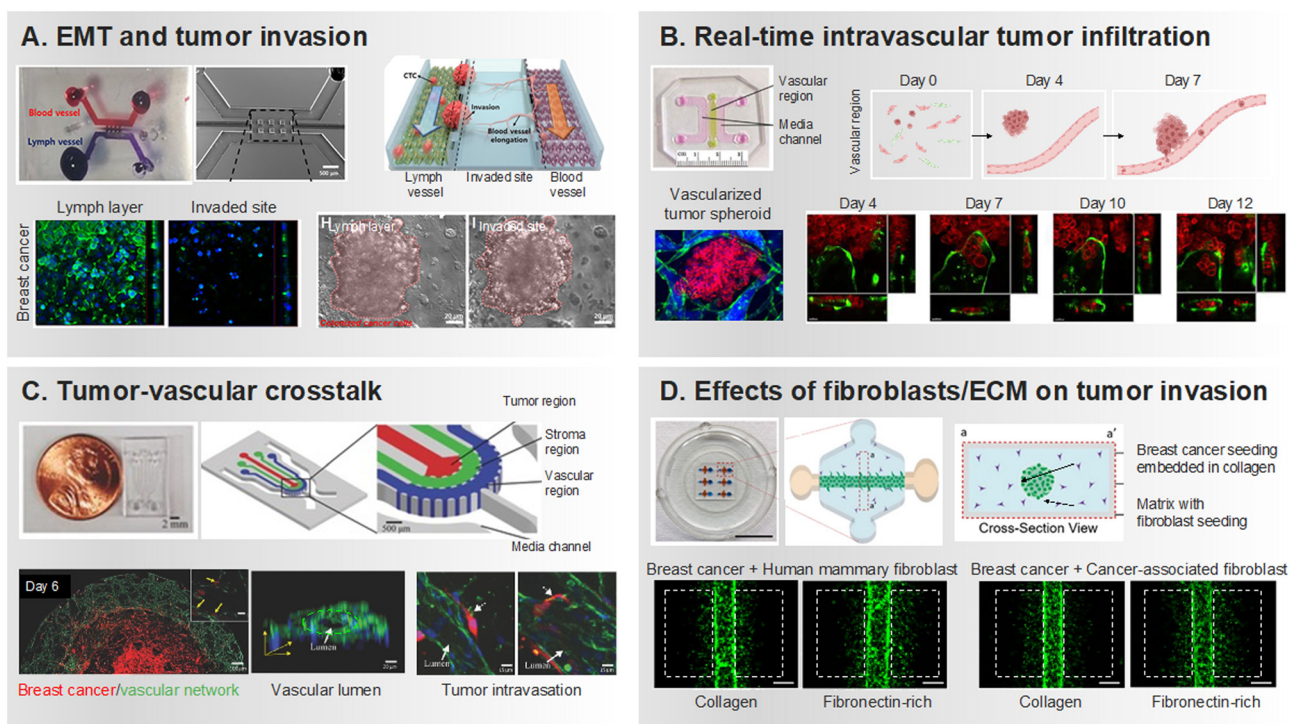 A. EMT and tumor invasion
Blood vessel
Lymph vessel
500 µm
CTC
Invasion
Blood vessel
elongation
Lymph
vessel
Invaded site
Blood
vessel
Breast cancer
Lymph layer
Invaded site
H Lymph layer
20 µm
I Invaded site
20 µm
B. Real-time intravascular tumor infiltration
Vascular
region
Media
channel
Vascular region
Day 0
Day 4
Day 7
Vascularized
tumor spheroid
Day 4
Day 7
Day 10
Day 12
C. Tumor-vascular crosstalk
2 mm
500 µm
Tumor region
Stroma
region
Vascular
region
Media channel
Day 6
Breast cancer/vascular network
Lumen
20 µm
Vascular lumen
Lumen
15 µm
Lumen
15 µm
Tumor intravasation
D. Effects of fibroblasts/ECM on tumor invasion
a
a'
a
a'
Cross-Section View
Breast cancer seeding
embedded in collagen
Matrix with
fibroblast seeding
Breast cancer + Human mammary fibroblast
Collagen
Fibronectin-rich
Breast cancer + Cancer-associated fibroblast
Collagen
Fibronectin-rich